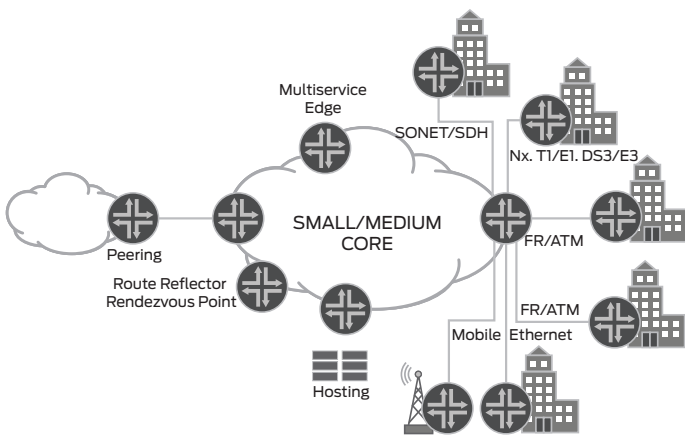 Multiservice
Edge
SONET/SDH
Nx. T1/E1. DS3/E3
SMALL/MEDIUM
CORE
Peering
FR/ATM
Route Reflector
Rendezvous Point
FR/ATM
Mobile
Ethernet
Hosting